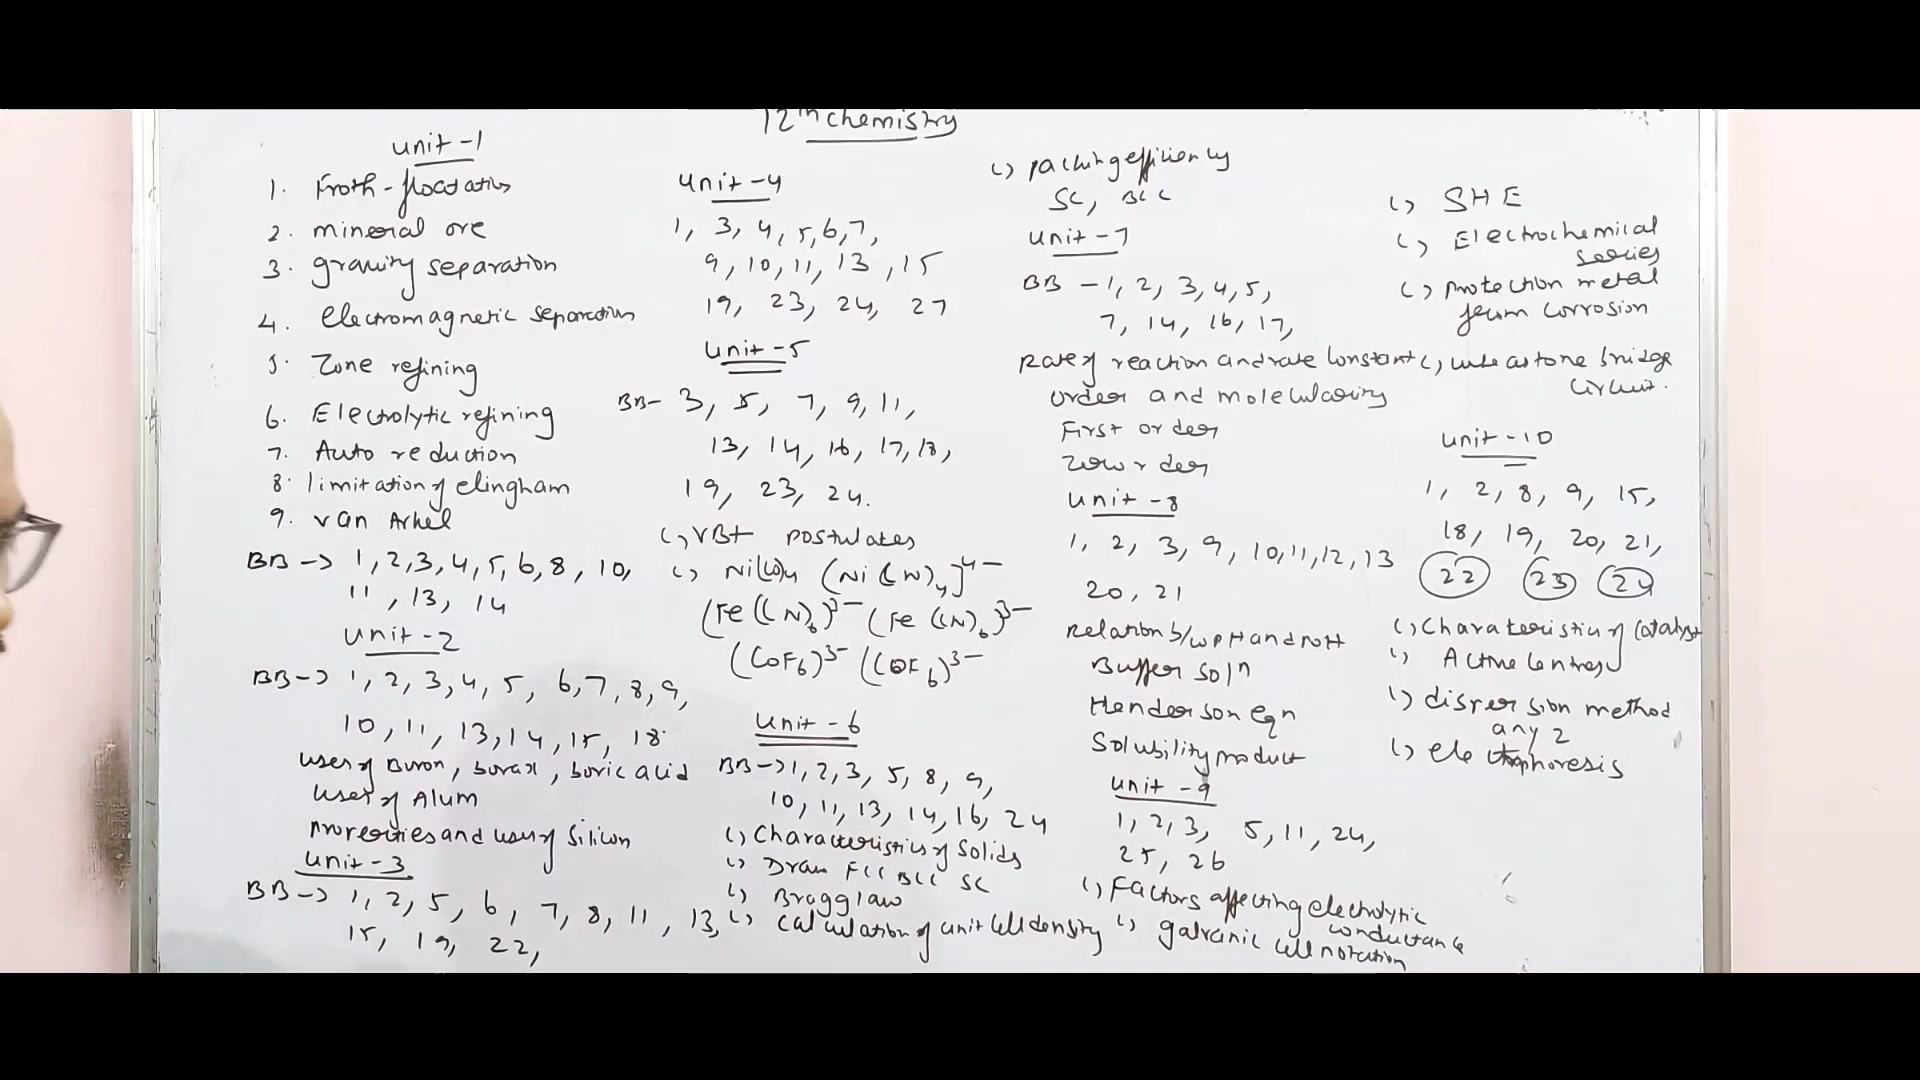 12th chemistry
unit-1
1. Froth-floatation
2. mineral ore
3. gravity separation
4. electromagnetic separation
5. Zone refining
6. Electrolytic refining
7. Auto reduction
8. limitation of elingham
9. van Arkel
BB → 1, 2, 3, 4, 5, 6, 8, 10,
11, 13, 14
unit-2
BB → 1, 2, 3, 4, 5, 6, 7, 8, 9,
10, 11, 13, 14, 15, 18.
uses of Boron, borax, boric acid
uses of Alum
properties and uses of silicon
unit-3
BB → 1, 2, 5, 6, 7, 8, 11, 13,
15, 19, 22,
unit-4
1, 3, 4, 5, 6, 7,
9, 10, 11, 13, 15
19, 23, 24, 27
unit-5
BB- 3, 5, 7, 9, 11,
13, 14, 16, 17, 18,
19, 23, 24.
VBt postulates
Ni(CO)4 (Ni(CN)4]4-
(Fe(CN)6)3- (Fe(CN)6)3-
(CoF6)3- (CoF6)3-
unit-6
BB → 1, 2, 3, 5, 8, 9,
10, 11, 13, 14, 16, 24
Characteristics of solids
Draw FCC BCC SC
Bragg law
calculation of unit cell density
packing efficiency
SC, BCC
unit-7
BB - 1, 2, 3, 4, 5,
7, 14, 16, 17,
Rate of reaction and rate constant
order and molecularity
First order
Zero order
unit-8
1, 2, 3, 9, 10, 11, 12, 13
20, 21
Relation b/w pH and pOH
Buffer soln
Henderson eqn
Solubility product
unit-9
1, 2, 3, 5, 11, 24,
25, 26
Factors affecting electrolytic
conductance
galvanic cell notation
SHE
Electrochemical
series
protection metal
from corrosion
bridge
circuit.
unit-10
1, 2, 8, 9, 15,
18, 19, 20, 21,
22 23 24
Charateristics of Catalyst
Active Centres
dispersion method
any 2